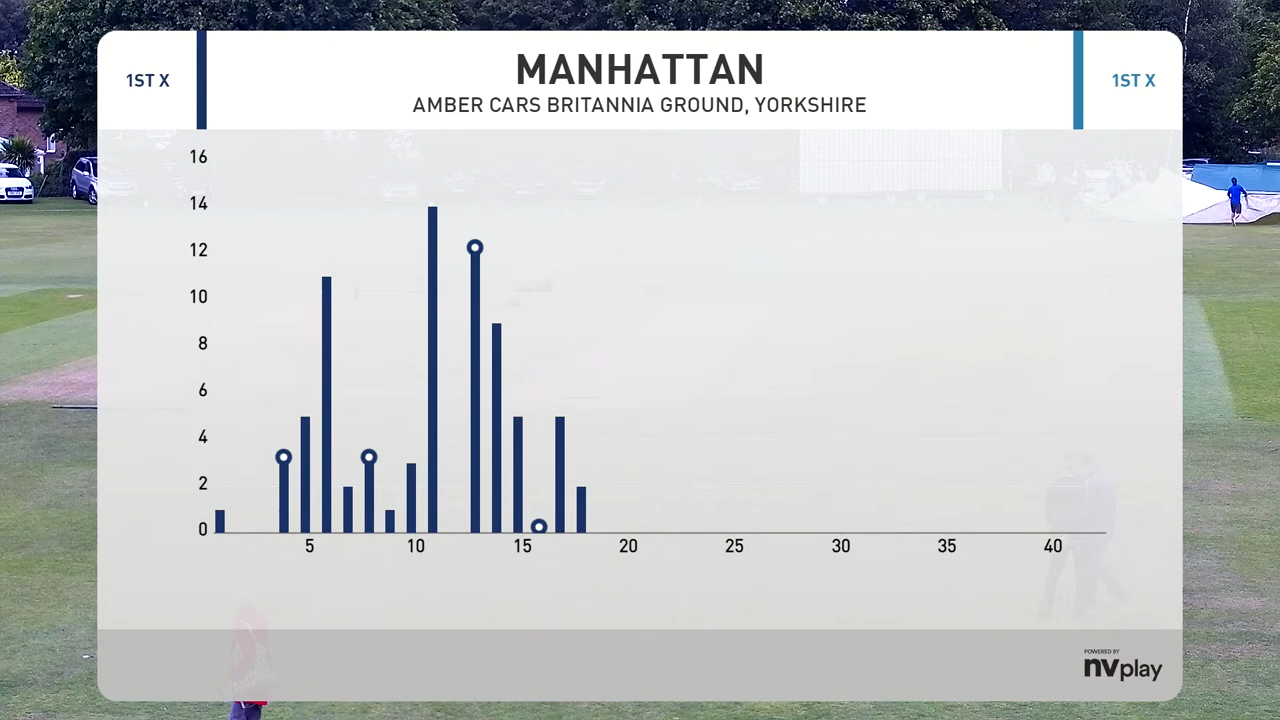 1ST X
MANHATTAN
AMBER CARS BRITANNIA GROUND, YORKSHIRE
1ST X
16
14
12
10
8
6
4
2
0
5 10 15 20 25 30 35 40
POWERED BY
nvplay